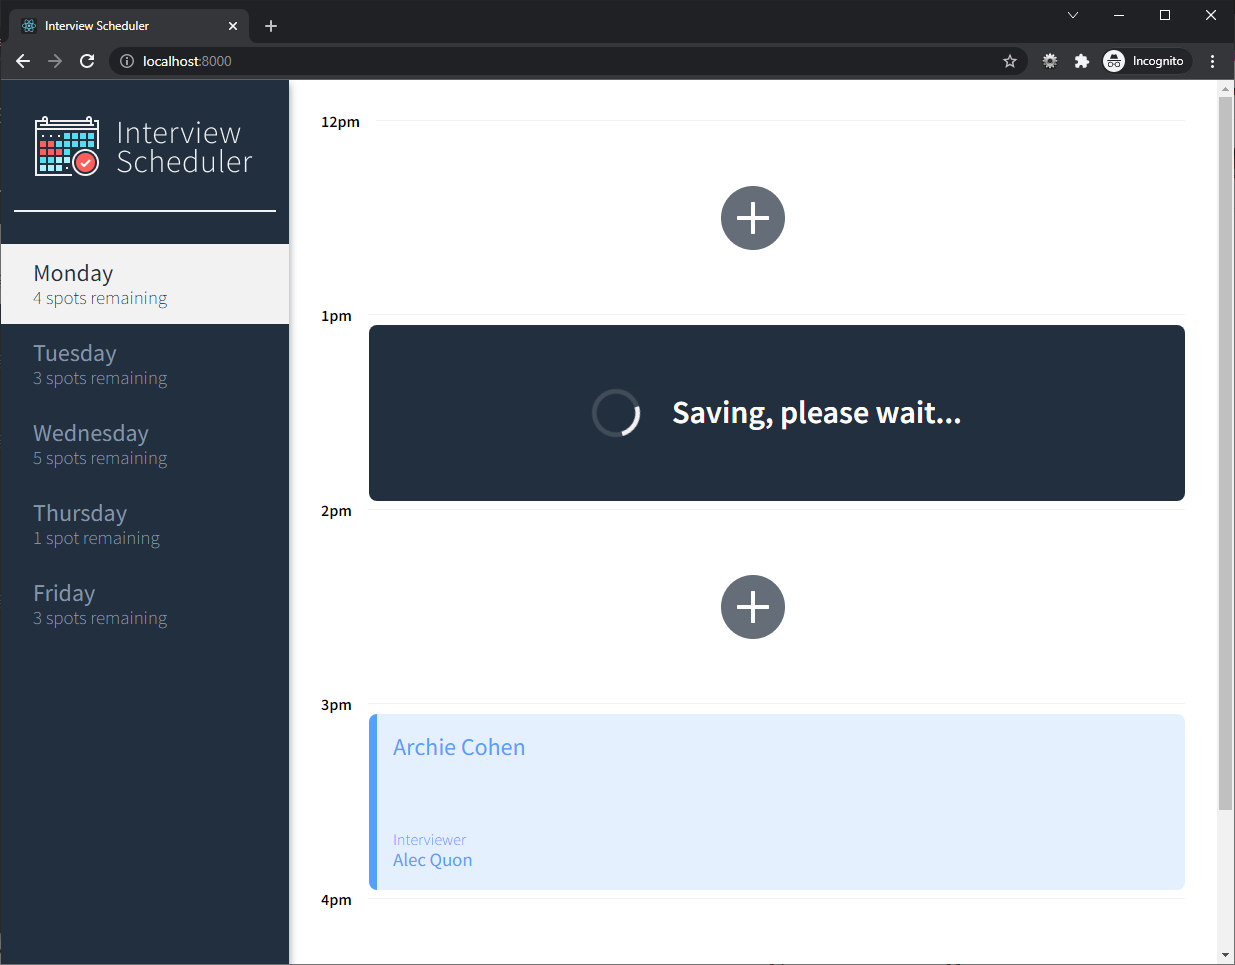 Interview Scheduler
localhost:8000
Incognito
Interview
Scheduler
Monday
4 spots remaining
Tuesday
3 spots remaining
Wednesday
5 spots remaining
Thursday
1 spot remaining
Friday
3 spots remaining
12pm
1pm
Saving, please wait...
2pm
3pm
Archie Cohen
Interviewer
Alec Quon
4pm